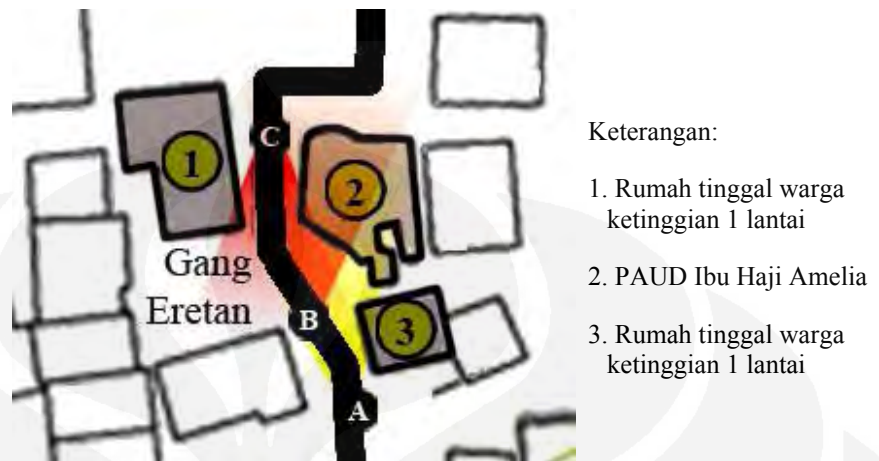 C
1
2
Gang
Eretan
B
3
A
Keterangan:
1. Rumah tinggal warga
ketinggian 1 lantai
2. PAUD Ibu Haji Amelia
3. Rumah tinggal warga
ketinggian 1 lantai